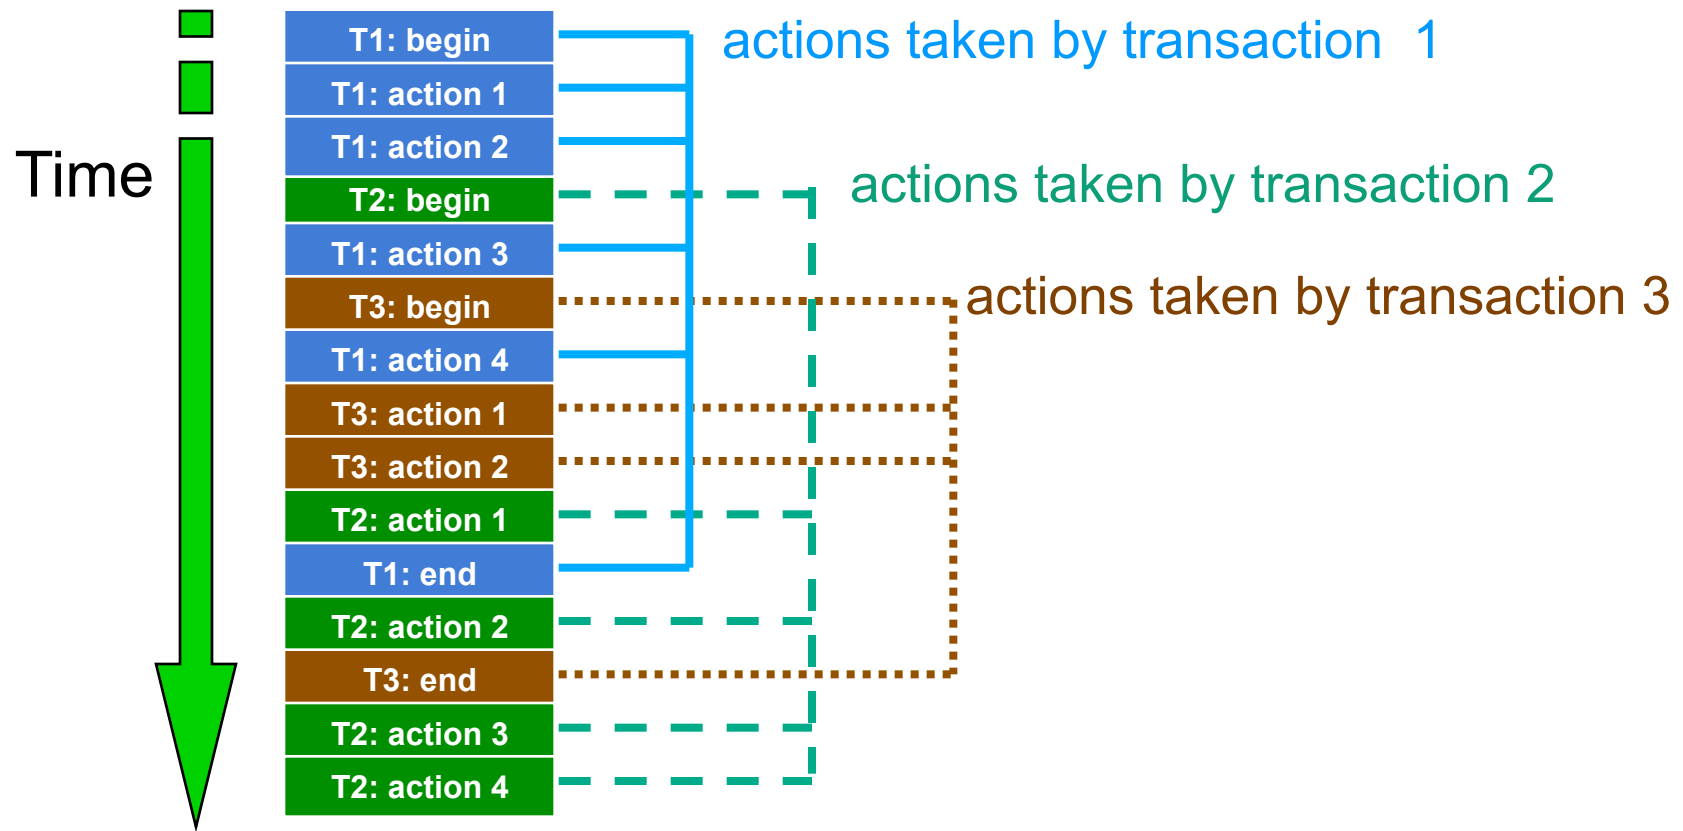 T1: begin
actions taken by transaction  1
T1: action 1
T1: action 2
Time
T2: begin
actions taken by transaction 2
T1: action 3
T3: begin
actions taken by transaction 3
T1: action 4
T3: action 1
T3: action 2
T2: action 1
T1: end
T2: action 2
T3: end
T2: action 3
T2: action 4